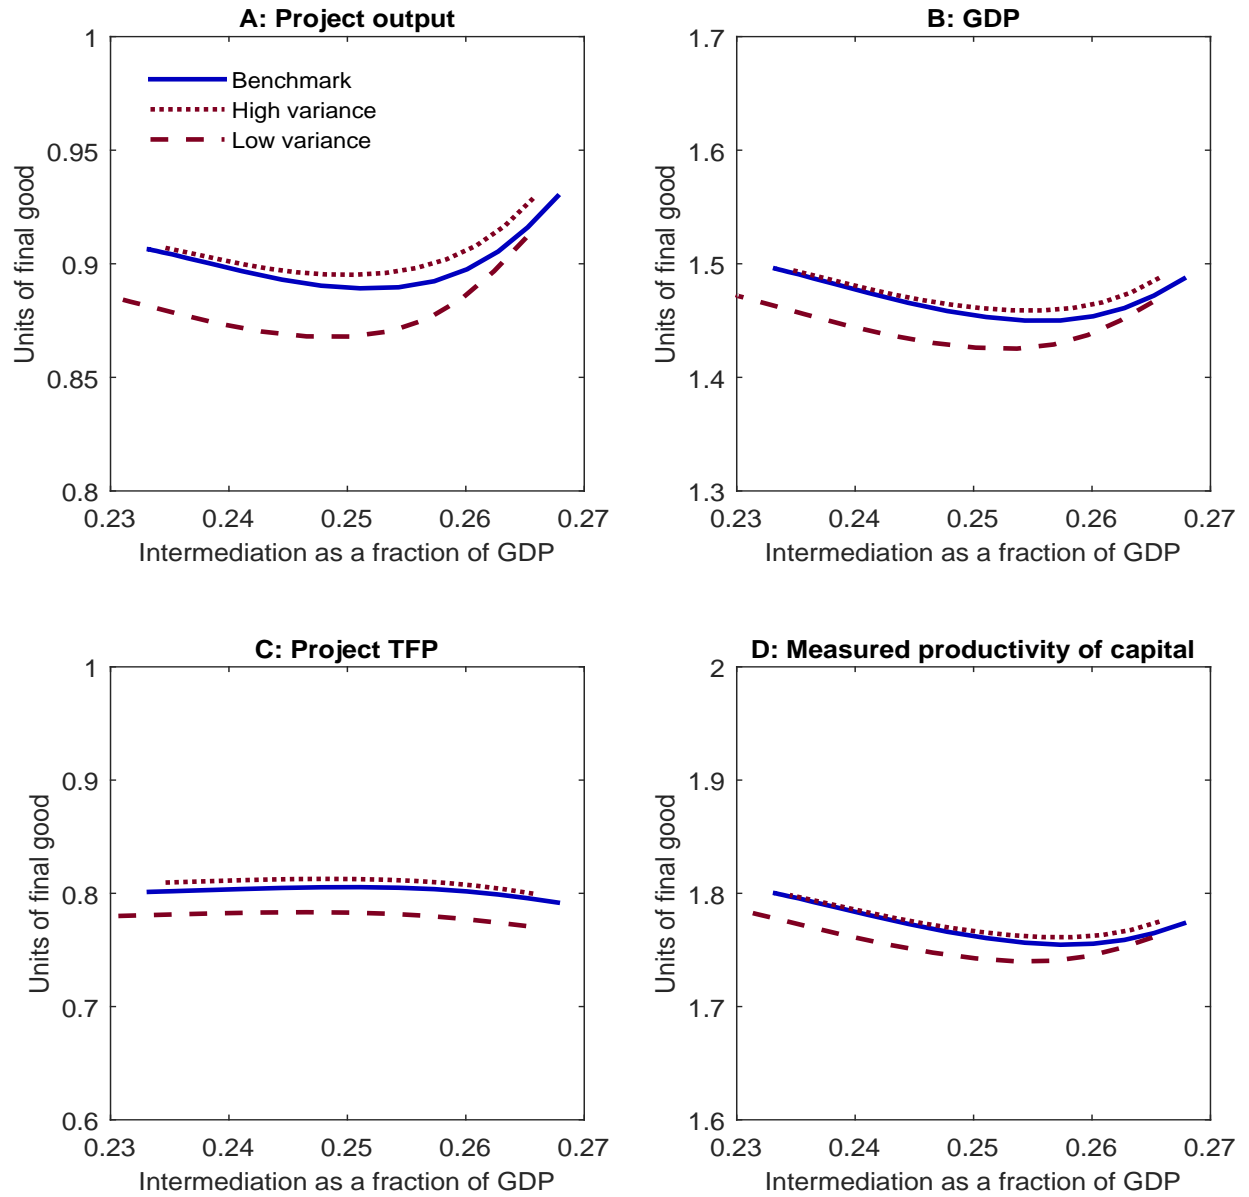 A: Project output
1
0.95
0.9
0.85
0.8
Units of final good
Benchmark
High variance
Low variance
0.23 0.24 0.25 0.26 0.27
Intermediation as a fraction of GDP
B: GDP
1.7
1.6
1.5
1.4
1.3
Units of final good
0.23 0.24 0.25 0.26 0.27
Intermediation as a fraction of GDP
C: Project TFP
1
0.9
0.8
0.7
0.6
Units of final good
0.23 0.24 0.25 0.26 0.27
Intermediation as a fraction of GDP
D: Measured productivity of capital
2
1.9
1.8
1.7
1.6
Units of final good
0.23 0.24 0.25 0.26 0.27
Intermediation as a fraction of GDP